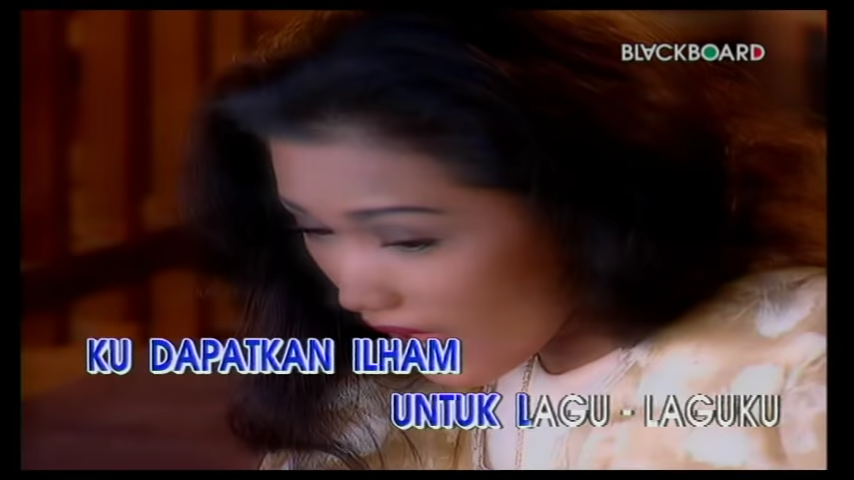 BLACKBOARD
KU DAPATKAN ILHAM
UNTUK LAGU - LAGUKU